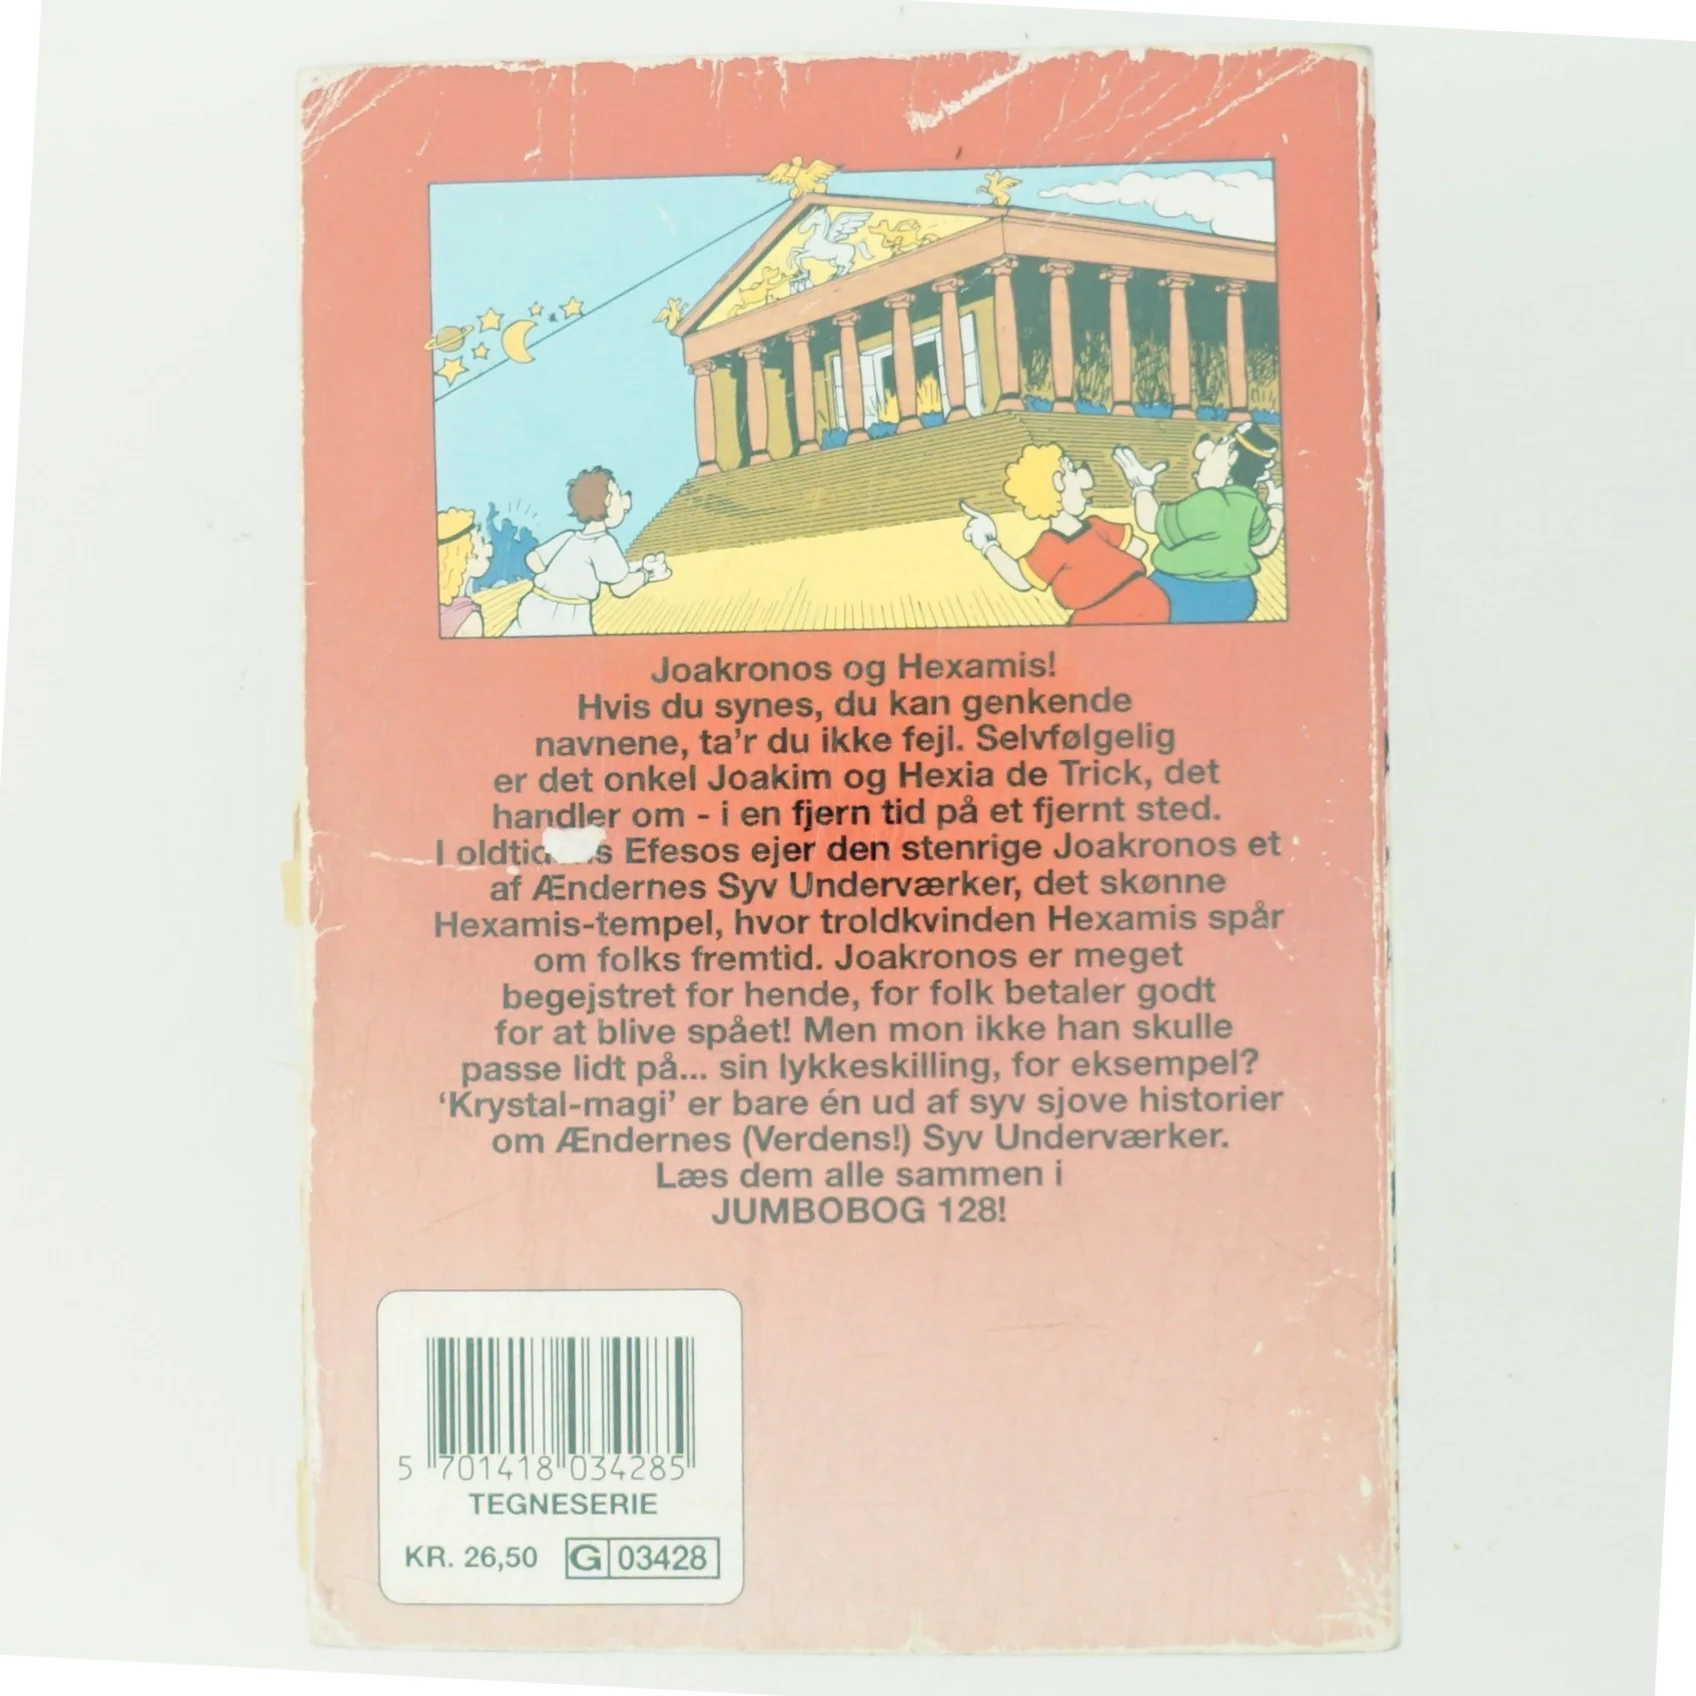 Joakronos og Hexamis!
Hvis du synes, du kan genkende
navnene, ta'r du ikke fejl. Selvfølgelig
er det onkel Joakim og Hexia de Trick, det
handler om - i en fjern tid på et fjernt sted.
I Efesos ejer den stenrige Joakronos et
af Ændernes Syv Underværker, det skønne
Hexamis-tempel, hvor troldkvinden Hexamis spår
om folks fremtid. Joakronos er meget
begejstret for hende, for folk betaler godt
for at blive spået! Men mon ikke han skulle
passe lidt på... sin lykkeskilling, for eksempel?
‘Krystal-magi’ er bare én ud af syv sjove historier
om Ændernes (Verdens!) Syv Underværker.
Læs dem alle sammen i
JUMBOBOG 128!
5 701418 034285
TEGNESERIE
KR. 26,50 G 03428